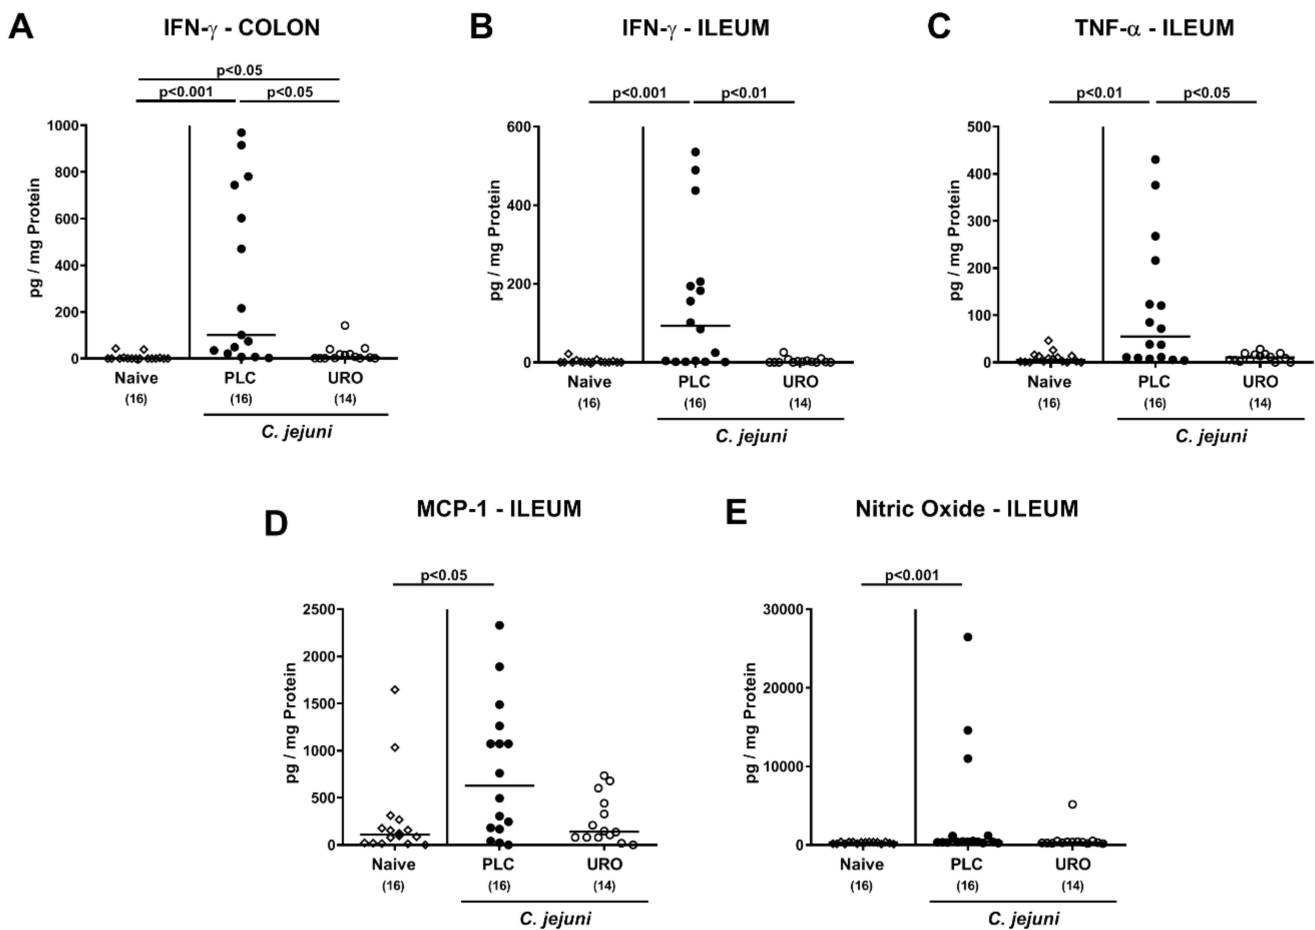 A
IFN-γ - COLON
p<0.05
p<0.001
p<0.05
pg / mg Protein
1000
800
600
400
200
0
Naive
PLC
URO
(16)
(16)
(14)
C. jejuni
B
IFN-γ - ILEUM
p<0.001
p<0.01
pg / mg Protein
600
400
200
0
Naive
PLC
URO
(16)
(16)
(14)
C. jejuni
C
TNF-α - ILEUM
p<0.01
p<0.05
pg / mg Protein
500
400
300
200
100
0
Naive
PLC
URO
(16)
(16)
(14)
C. jejuni
D
MCP-1 - ILEUM
p<0.05
pg / mg Protein
2500
2000
1500
1000
500
0
Naive
PLC
URO
(16)
(16)
(14)
C. jejuni
E
Nitric Oxide - ILEUM
p<0.001
pg / mg Protein
30000
20000
10000
0
Naive
PLC
URO
(16)
(16)
(14)
C. jejuni